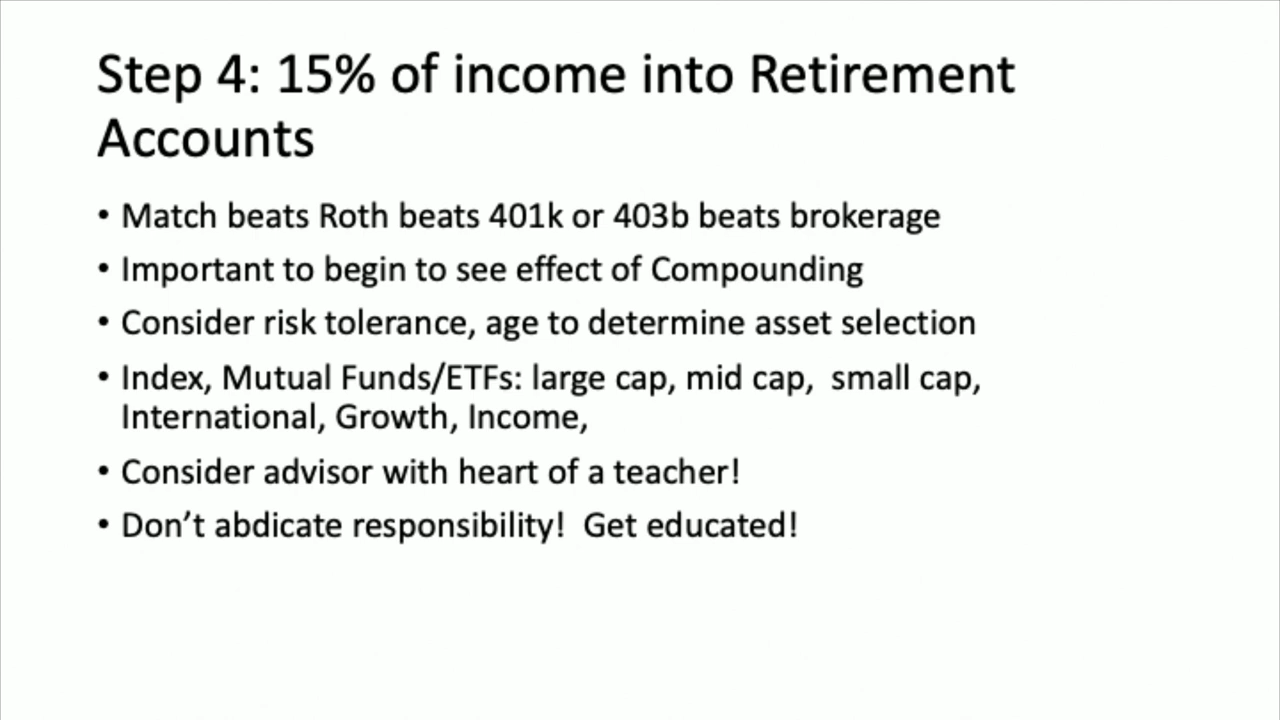 Step 4: 15% of income into Retirement
Accounts
• Match beats Roth beats 401k or 403b beats brokerage
• Important to begin to see effect of Compounding
• Consider risk tolerance, age to determine asset selection
• Index, Mutual Funds/ETFs: large cap, mid cap,  small cap,
International, Growth, Income,
• Consider advisor with heart of a teacher!
• Don’t abdicate responsibility!  Get educated!